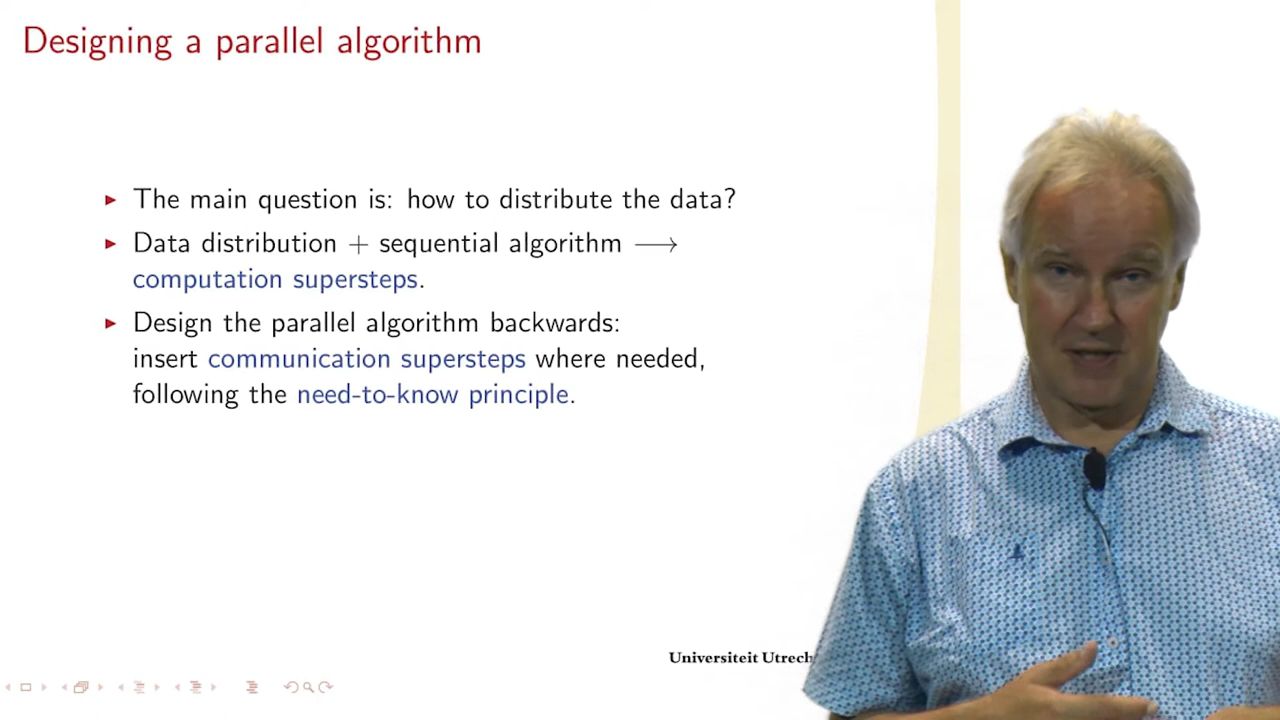 Designing a parallel algorithm
The main question is: how to distribute the data?
Data distribution + sequential algorithm ⟶
computation supersteps.
Design the parallel algorithm backwards:
insert communication supersteps where needed,
following the need-to-know principle.
Universiteit Utrech